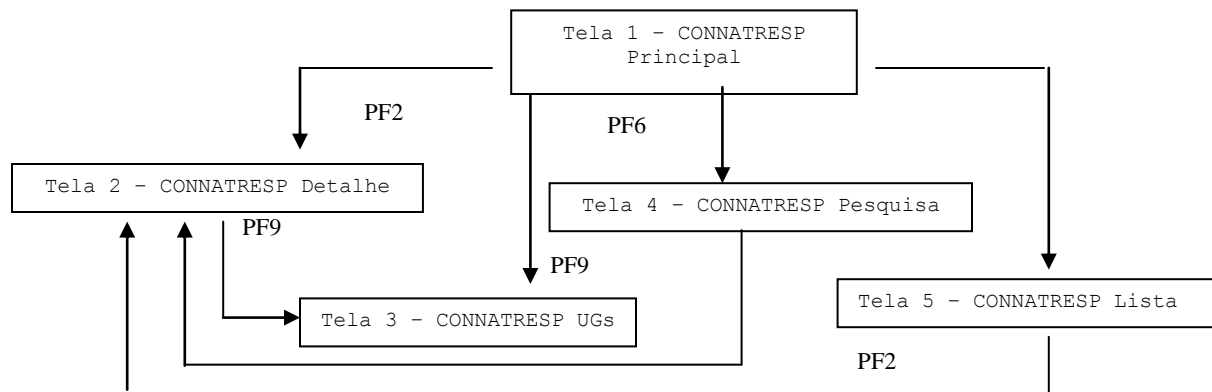 Tela 1 – CONNATRESP
Principal
PF2
PF6
Tela 2 – CONNATRESP Detalhe
Tela 4 – CONNATRESP Pesquisa
PF9
PF9
Tela 5 – CONNATRESP Lista
Tela 3 – CONNATRESP UGs
PF2